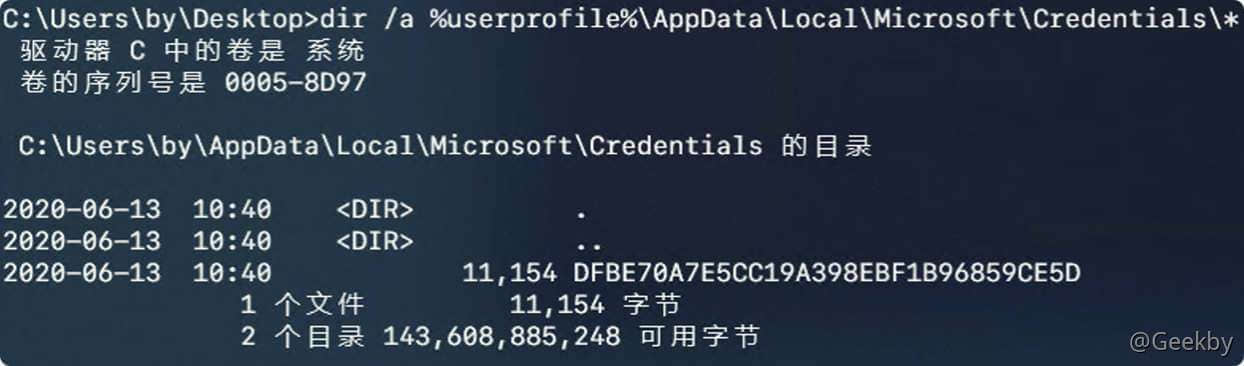 C:\Users\by\Desktop>dir /a %userprofile%\AppData\Local\Microsoft\Credentials\*
驱动器 C 中的卷是 系统
卷的序列号是 0005-8D97
C:\Users\by\AppData\Local\Microsoft\Credentials 的目录
2020-06-13  10:40    <DIR>          .
2020-06-13  10:40    <DIR>          ..
2020-06-13  10:40            11,154 DFBE70A7E5CC19A398EBF1B96859CE5D
1 个文件         11,154 字节
2 个目录 143,608,885,248 可用字节
@Geekby